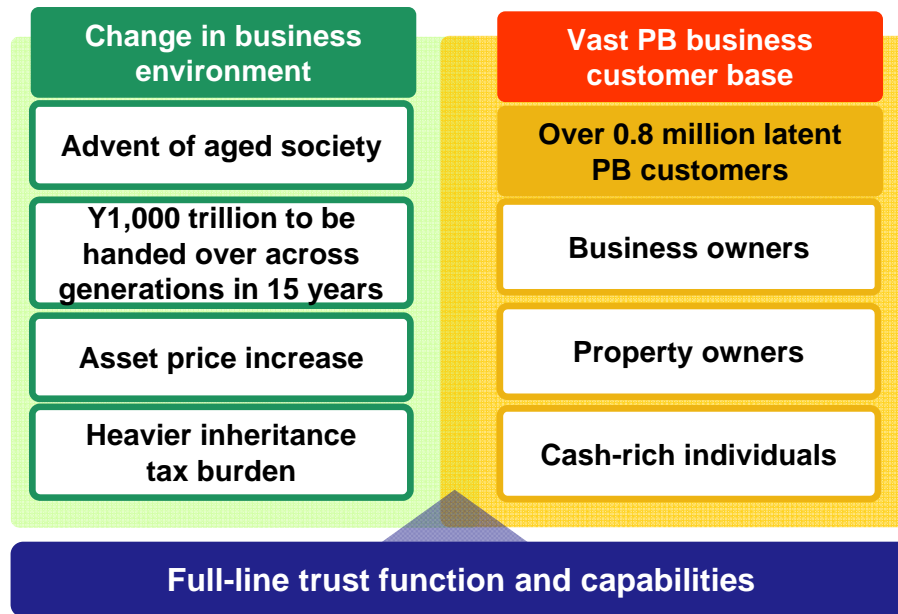 Change in business
environment
Advent of aged society
Y1,000 trillion to be
handed over across
generations in 15 years
Asset price increase
Heavier inheritance
tax burden
Vast PB business
customer base
Over 0.8 million latent
PB customers
Business owners
Property owners
Cash-rich individuals
Full-line trust function and capabilities